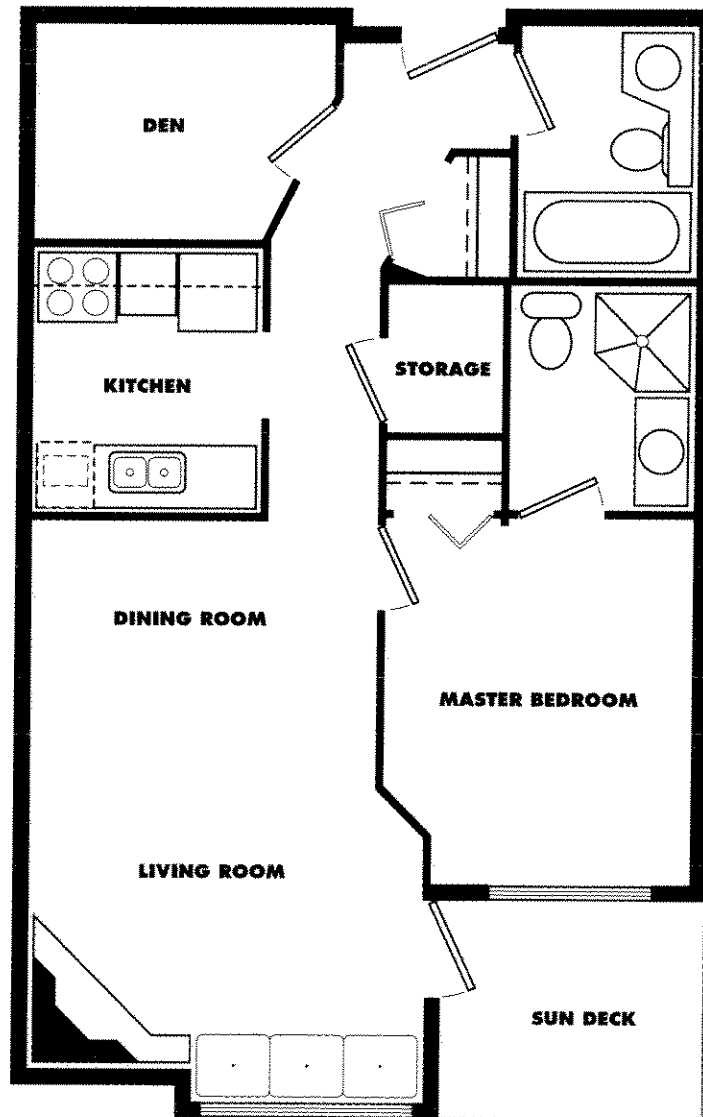 DEN
KITCHEN
STORAGE
DINING ROOM
MASTER BEDROOM
LIVING ROOM
SUN DECK